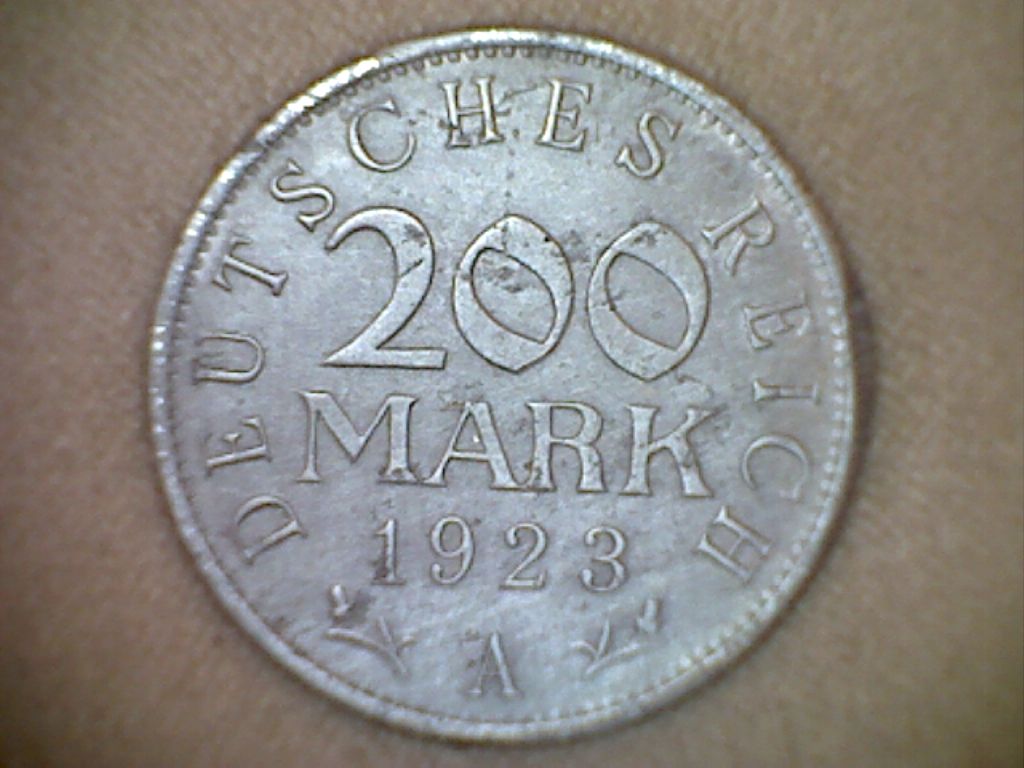 DEUTSCHES REICH
200
MARK
1923
A